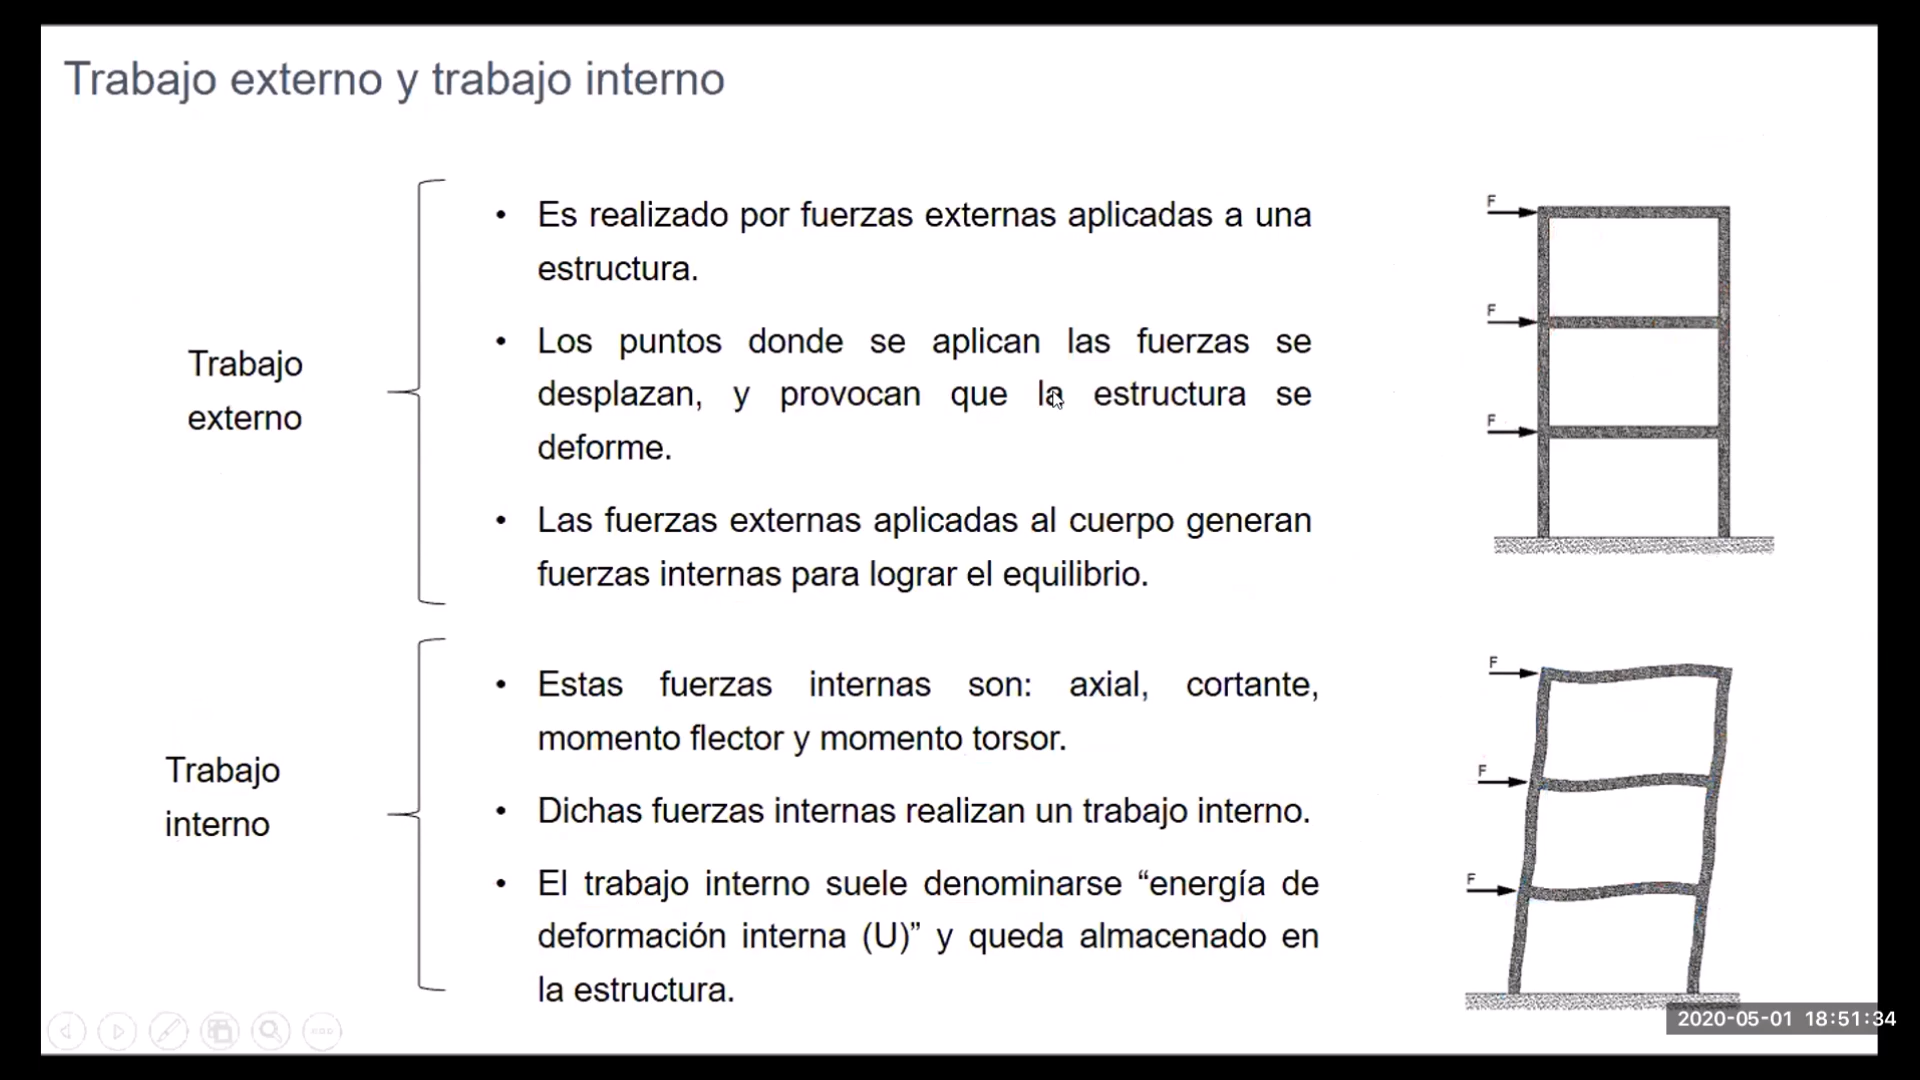 Trabajo externo y trabajo interno
Trabajo
externo
• Es realizado por fuerzas externas aplicadas a una
estructura.
• Los puntos donde se aplican las fuerzas se
desplazan, y provocan que la estructura se
deforme.
• Las fuerzas externas aplicadas al cuerpo generan
fuerzas internas para lograr el equilibrio.
F
F
F
Trabajo
interno
• Estas fuerzas internas son: axial, cortante,
momento flector y momento torsor.
• Dichas fuerzas internas realizan un trabajo interno.
• El trabajo interno suele denominarse “energía de
deformación interna (U)” y queda almacenado en
la estructura.
F
F
F
2020-05-01 18:51:34